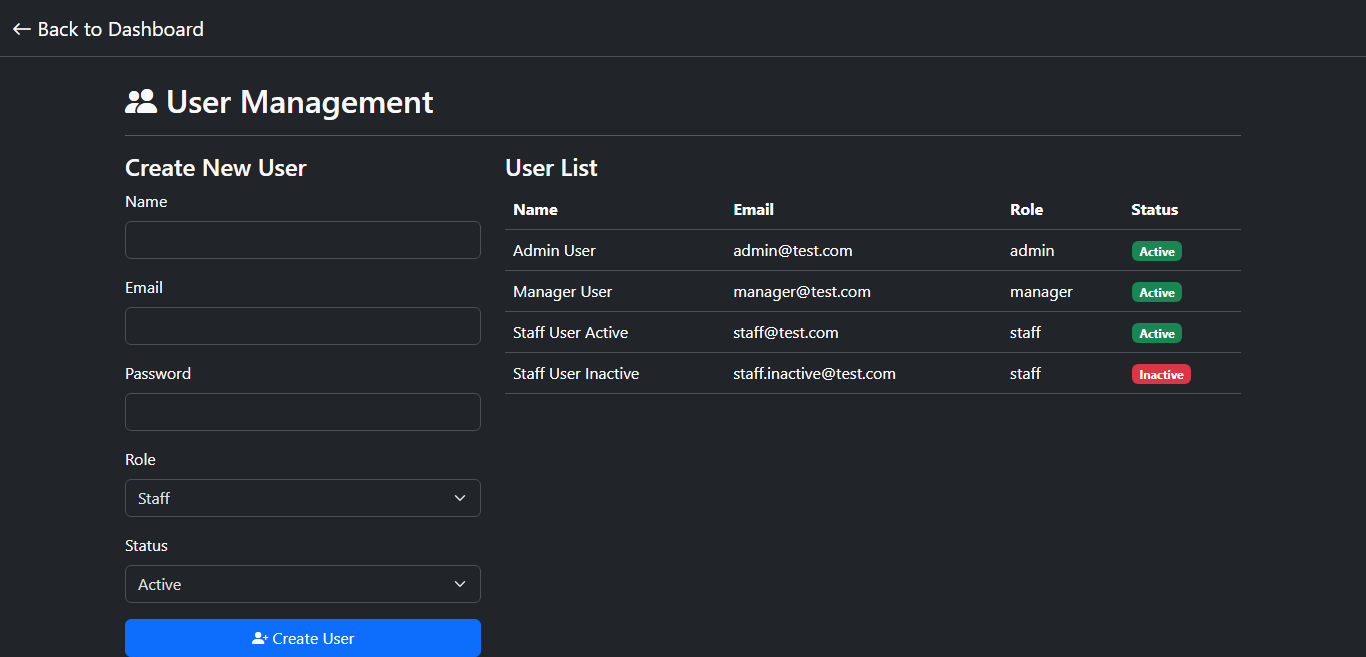 ← Back to Dashboard
User Management
Create New User
Name
Email
Password
Role
Staff
Status
Active
Create User
User List
Name Email Role Status
Admin User admin@test.com admin Active
Manager User manager@test.com manager Active
Staff User Active staff@test.com staff Active
Staff User Inactive staff.inactive@test.com staff Inactive